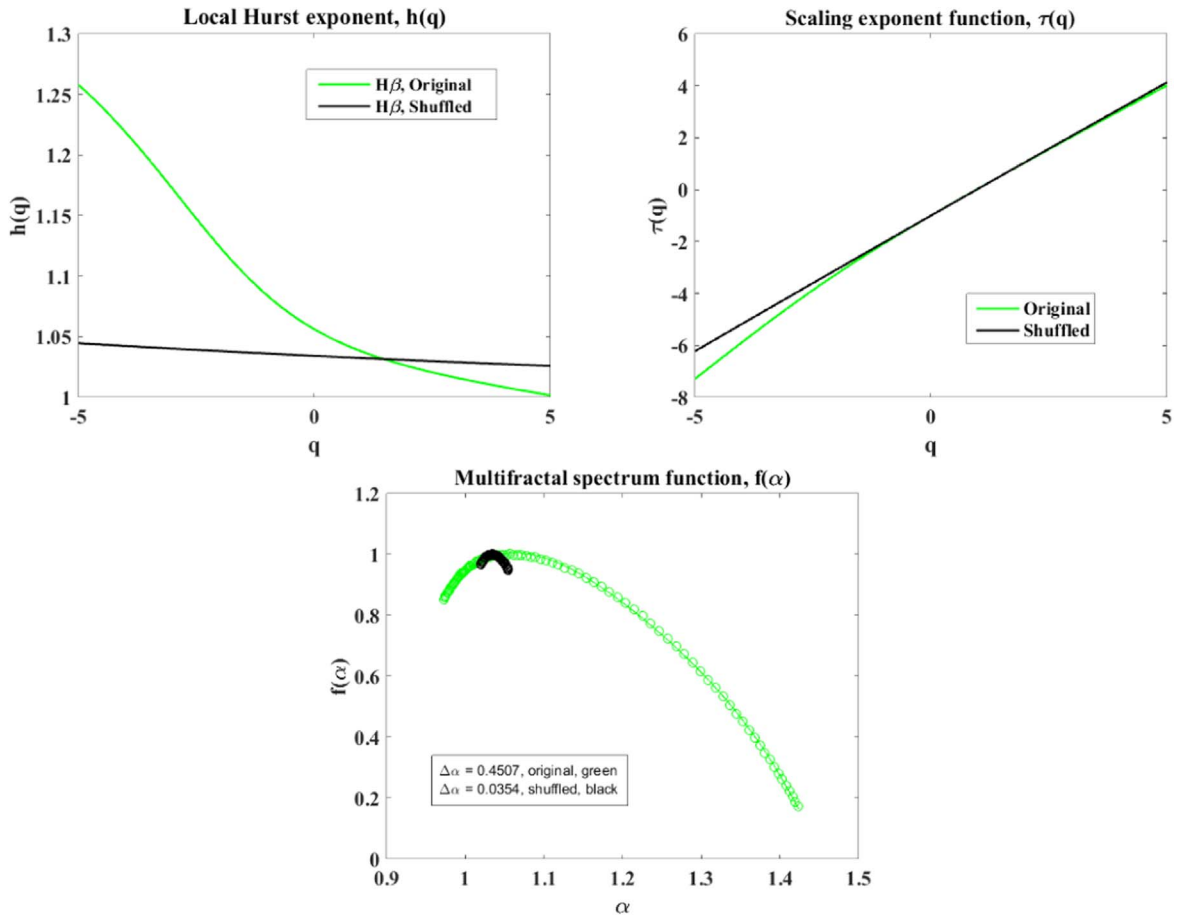 Local Hurst exponent, h(q)
1.3
1.25
1.2
1.15
1.1
1.05
1
h(q)
Hβ, Original
Hβ, Shuffled
-5
0
5
q
Scaling exponent function, τ(q)
6
4
2
0
-2
-4
-6
-8
τ(q)
Original
Shuffled
-5
0
5
q
Multifractal spectrum function, f(α)
1.2
1
0.8
0.6
0.4
0.2
0
f(α)
Δα = 0.4507, original, green
Δα = 0.0354, shuffled, black
0.9
1
1.1
1.2
1.3
1.4
1.5
α